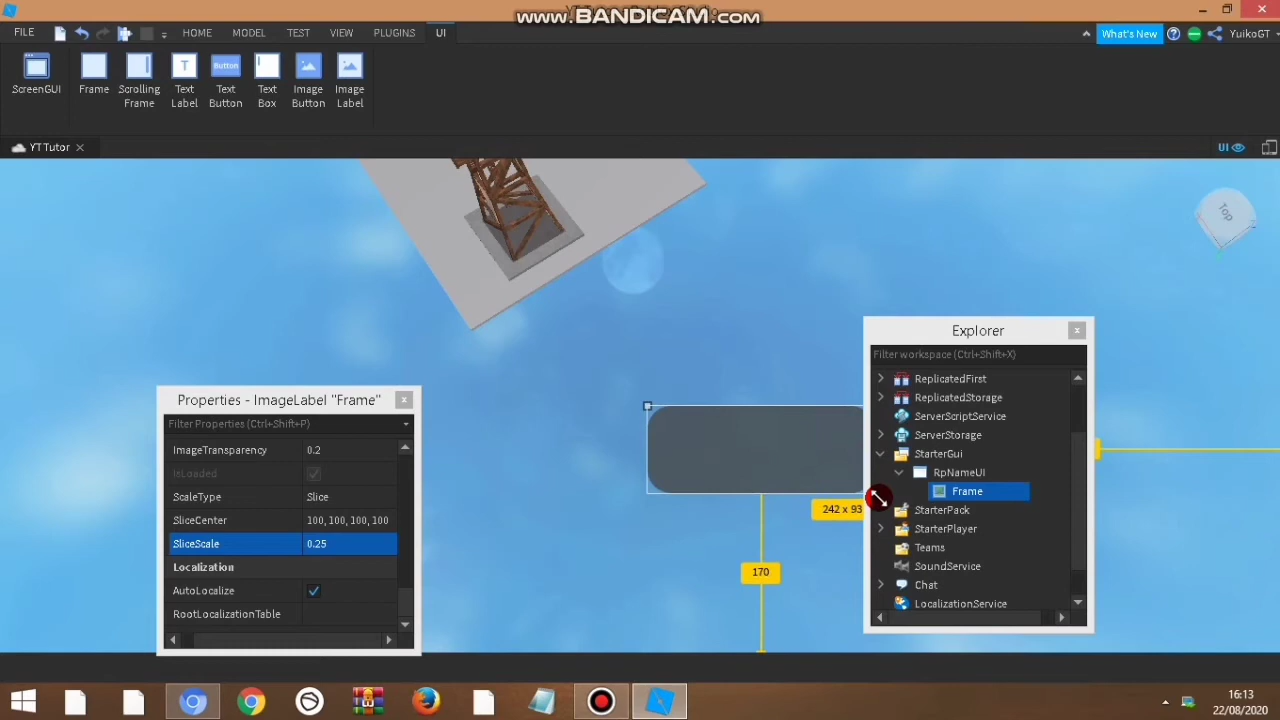 www.BANDICAM.com
FILE HOME MODEL TEST VIEW PLUGINS UI What's New YuikoGT
ScreenGUI
Frame
Scrolling Frame
Text Label
Text Button
Button
Text Box
Image Button
Image Label
YT Tutor
UI
Top
242 x 93
170
Properties - ImageLabel "Frame"
Filter Properties (Ctrl+Shift+P)
ImageTransparency 0.2
IsLoaded
ScaleType Slice
SliceCenter 100, 100, 100, 100
SliceScale 0.25
Localization
AutoLocalize
RootLocalizationTable
Explorer
Filter workspace (Ctrl+Shift+X)
ReplicatedFirst
ReplicatedStorage
ServerScriptService
ServerStorage
StarterGui
RpNameUI
Frame
StarterPack
StarterPlayer
Teams
SoundService
Chat
LocalizationService
16:13
22/08/2020